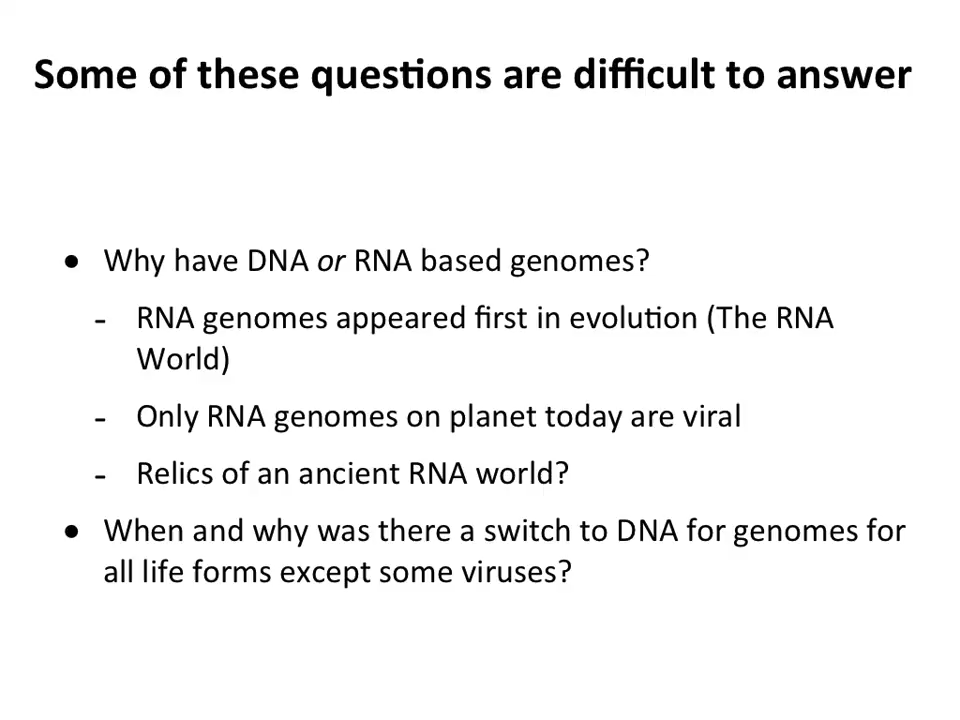 Some of these questions are difficult to answer
• Why have DNA or RNA based genomes?
- RNA genomes appeared first in evolution (The RNA
World)
- Only RNA genomes on planet today are viral
- Relics of an ancient RNA world?
• When and why was there a switch to DNA for genomes for
all life forms except some viruses?